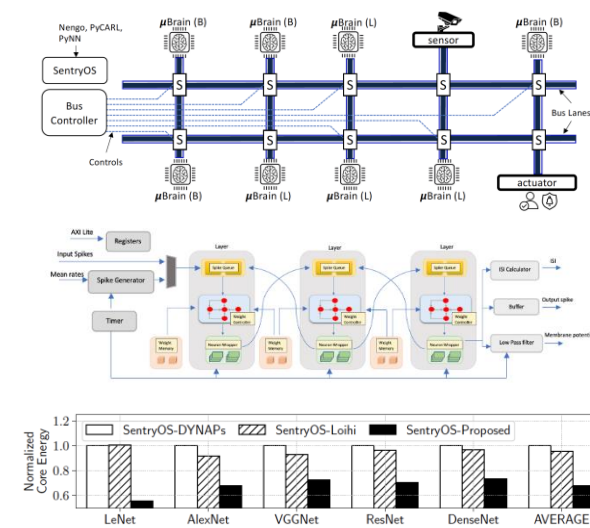 Nengo, PyCARL,
PyNN
SentryOS
Bus
Controller
Controls
μBrain (B)
μBrain (B)
μBrain (L)
sensor
μBrain (B)
S
S
S
S
S
Bus Lanes
S
S
S
S
S
μBrain (B)
μBrain (L)
μBrain (L)
μBrain (L)
actuator
AXI Lite
Registers
Input Spikes
Mean rates
Spike Generator
Timer
Layer
Layer
Layer
Spike Queue
Spike Queue
Spike Queue
Weight
Controller
Weight
Controller
Weight
Controller
Weight
Memory
Weight
Memory
Weight
Memory
Neuron Wrapper
Neuron Wrapper
Neuron Wrapper
ISI Calculator
ISI
Buffer
Output spike
Low Pass filter
Membrane potent
Normalized
Core Energy
1.2
1.0
0.8
0.6
SentryOS-DYNAPs
SentryOS-Loihi
SentryOS-Proposed
LeNet
AlexNet
VGGNet
ResNet
DenseNet
AVERAGE